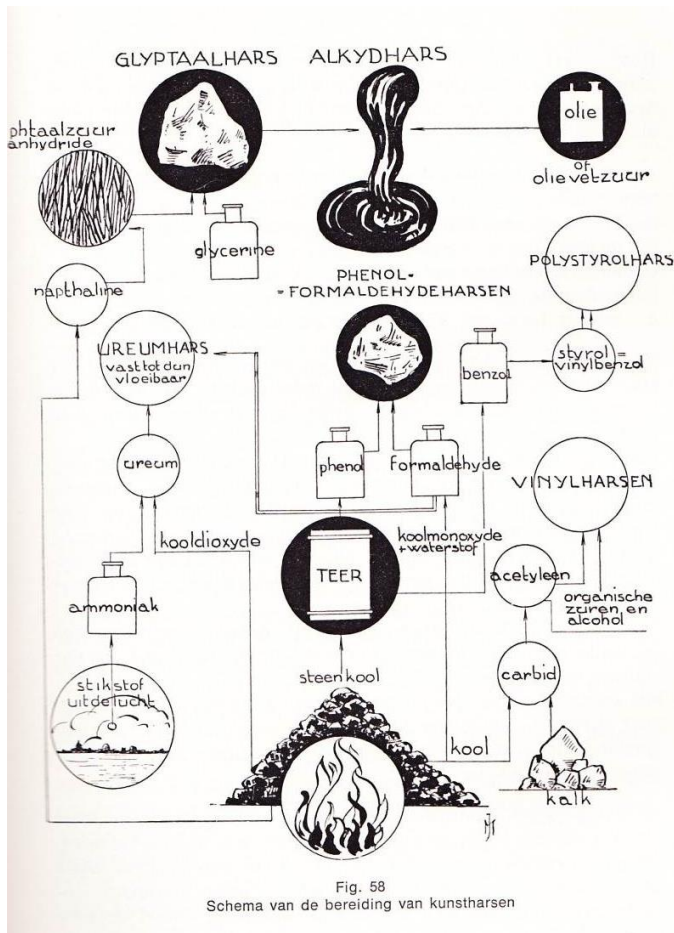 GLYPTAALHARS
ALKYDHARS
phtaalzuur
anhydride
olie
of
olievetzuur
glycerine
napthaline
PHENOL-
=FORMALDEHYDEHARSEN
POLYSTYROLHARS
UREUMHARS
vast tot dun
vloeibaar
benzol
styrol=
vinylbenzol
ureum
phenol
formaldehyde
VINYLHARSEN
kooldioxyde
koolmonoxyde
+waterstof
TEER
acetyleen
ammoniak
organische
zuren en
alcohol
steenkool
carbid
stikstof
uit de lucht
kool
kalk
Fig. 58
Schema van de bereiding van kunstharsen